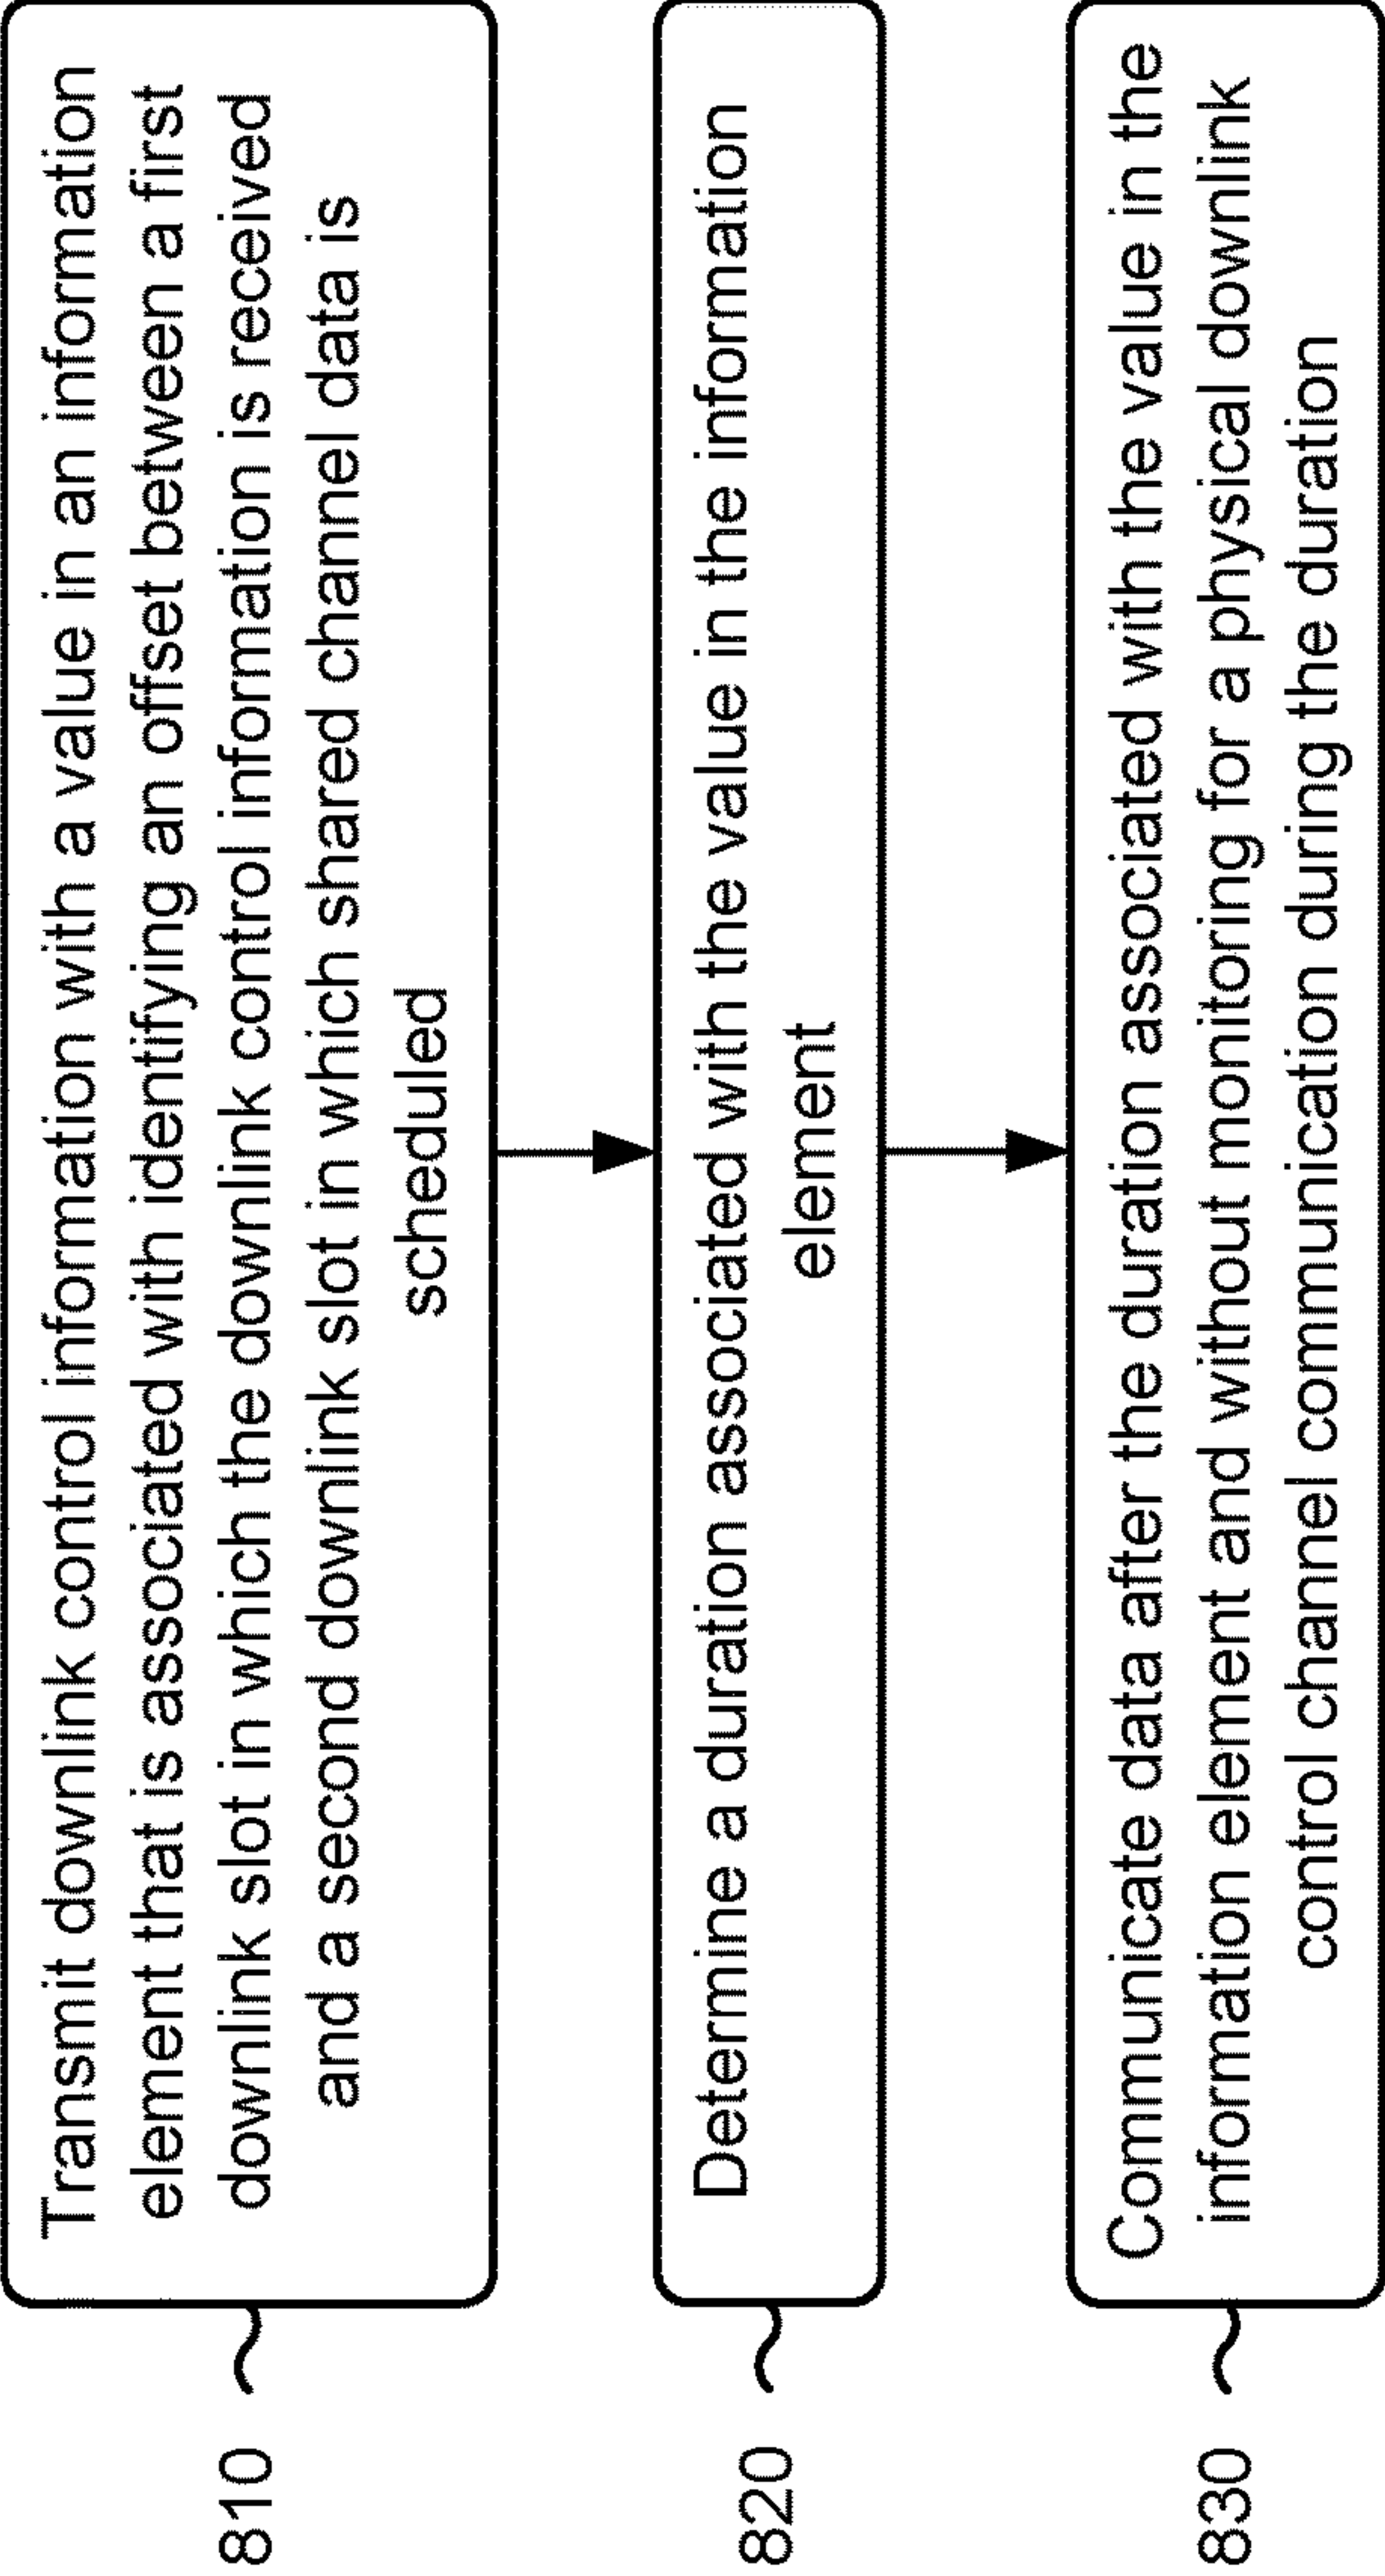 810
Transmit downlink control information with a value in an information
element that is associated with identifying an offset between a first
downlink slot in which the downlink control information is received
and a second downlink slot in which shared channel data is
scheduled
820
Determine a duration associated with the value in the information
element
830
Communicate data after the duration associated with the value in the
information element and without monitoring for a physical downlink
control channel communication during the duration